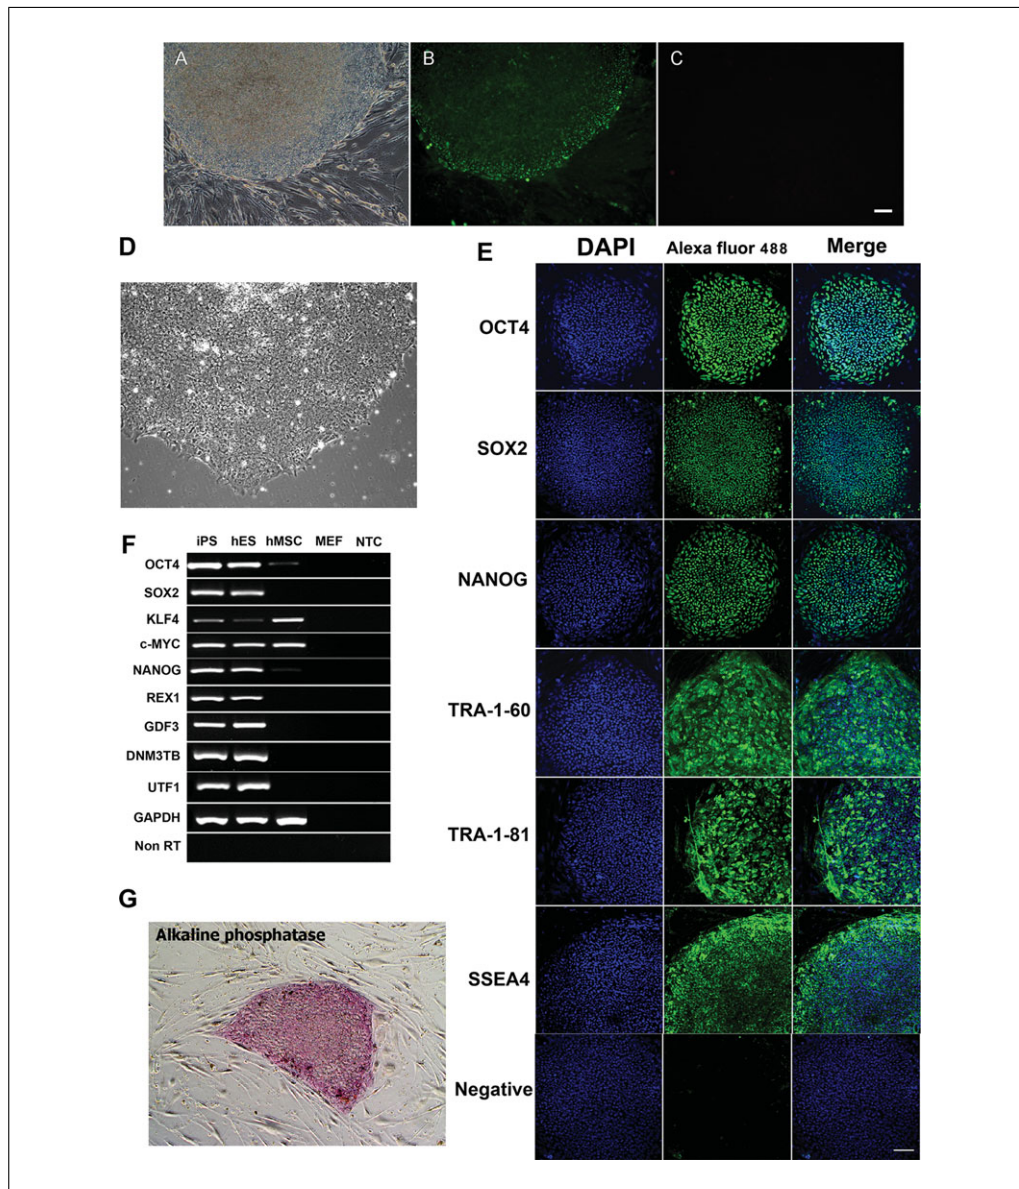 A B C
D
E DAPI Alexa fluor 488 Merge
OCT4
SOX2
NANOG
TRA-1-60
TRA-1-81
SSEA4
Negative
F iPS hES hMSC MEF NTC
OCT4
SOX2
KLF4
c-MYC
NANOG
REX1
GDF3
DNM3TB
UTF1
GAPDH
Non RT
G
Alkaline phosphatase